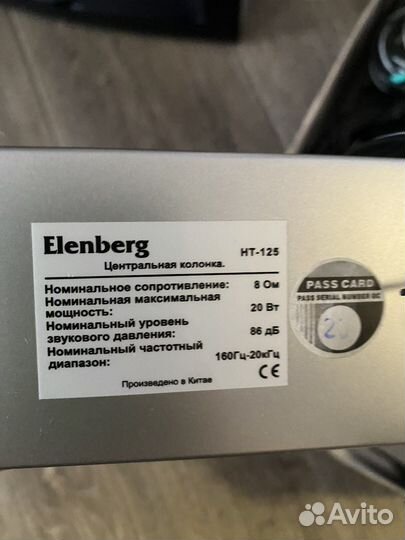 Elenberg HT-125
Центральная колонка.
Номинальное сопротивление: 8 Ом
Номинальная максимальная
мощность: 20 Вт
Номинальный уровень
звукового давления: 86 дБ
Номинальный частотный
диапазон: 160Гц-20кГц
Произведено в Китае CE
PASS CARD
PASS SERIAL NUMBER QC
Avito